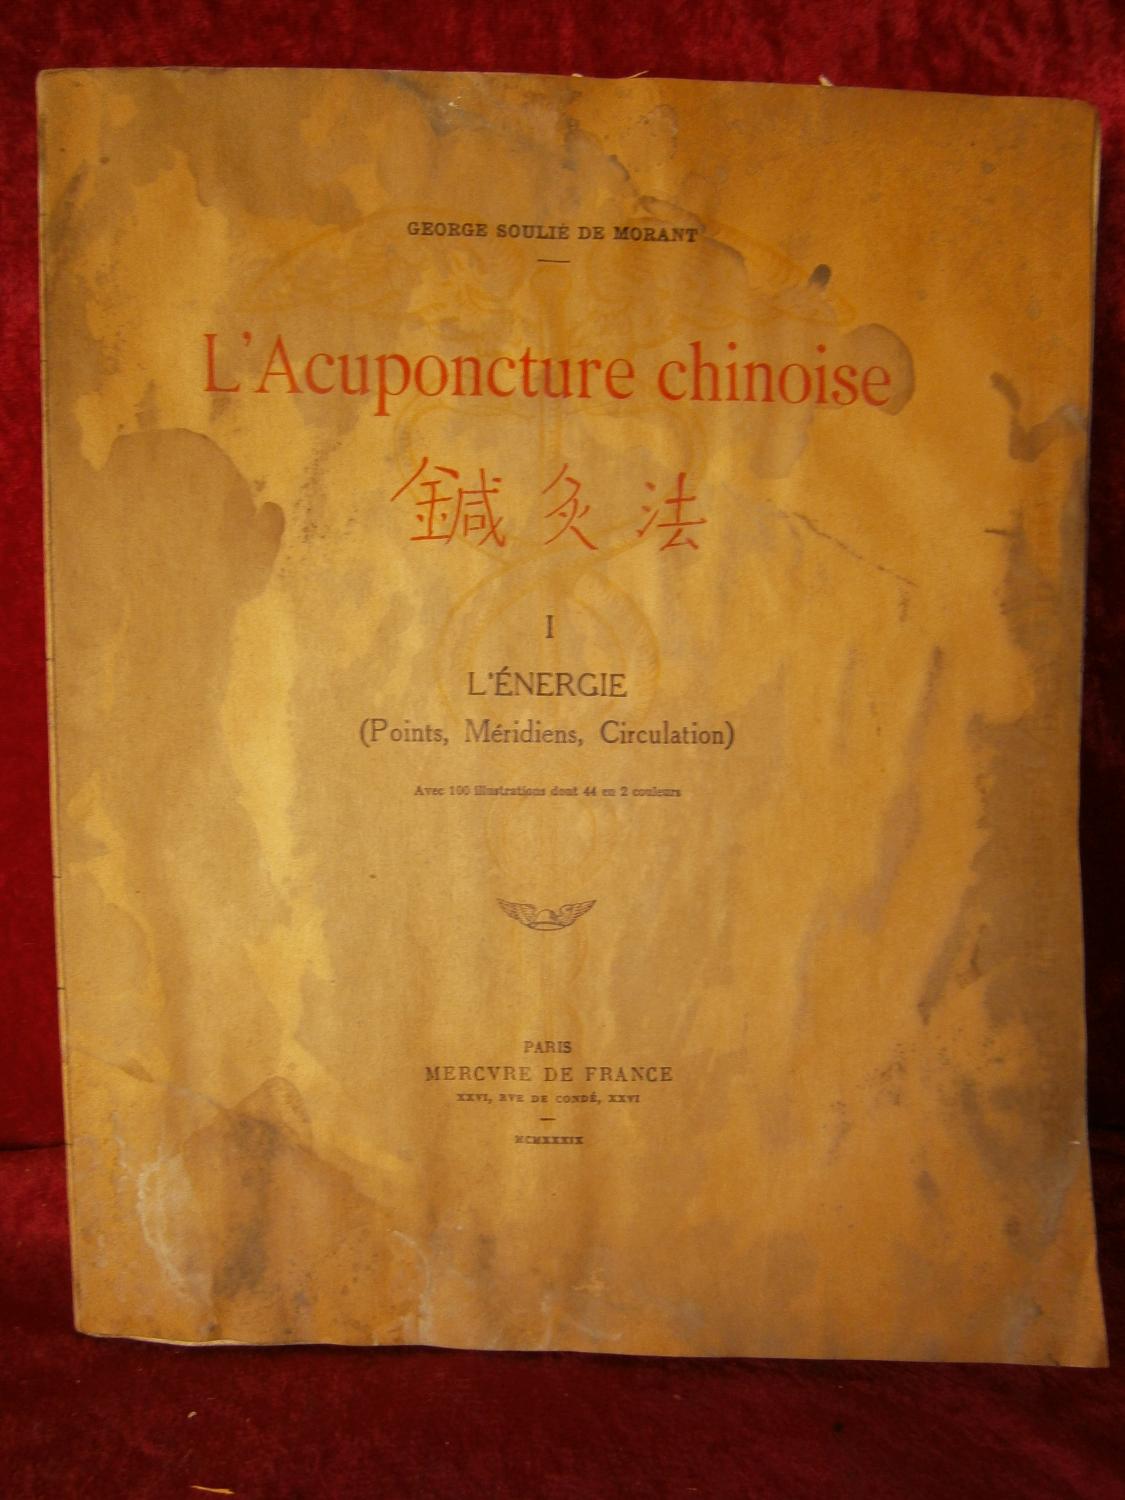 GEORGE SOULIÉ DE MORANT
L'Acuponcture chinoise
鍼灸法
I
L'ÉNERGIE
(Points, Méridiens, Circulation)
Avec 100 illustrations dont 44 en 2 couleurs
PARIS
MERCVRE DE FRANCE
XXVI, RVE DE CONDÉ, XXVI
MCMXXXIX